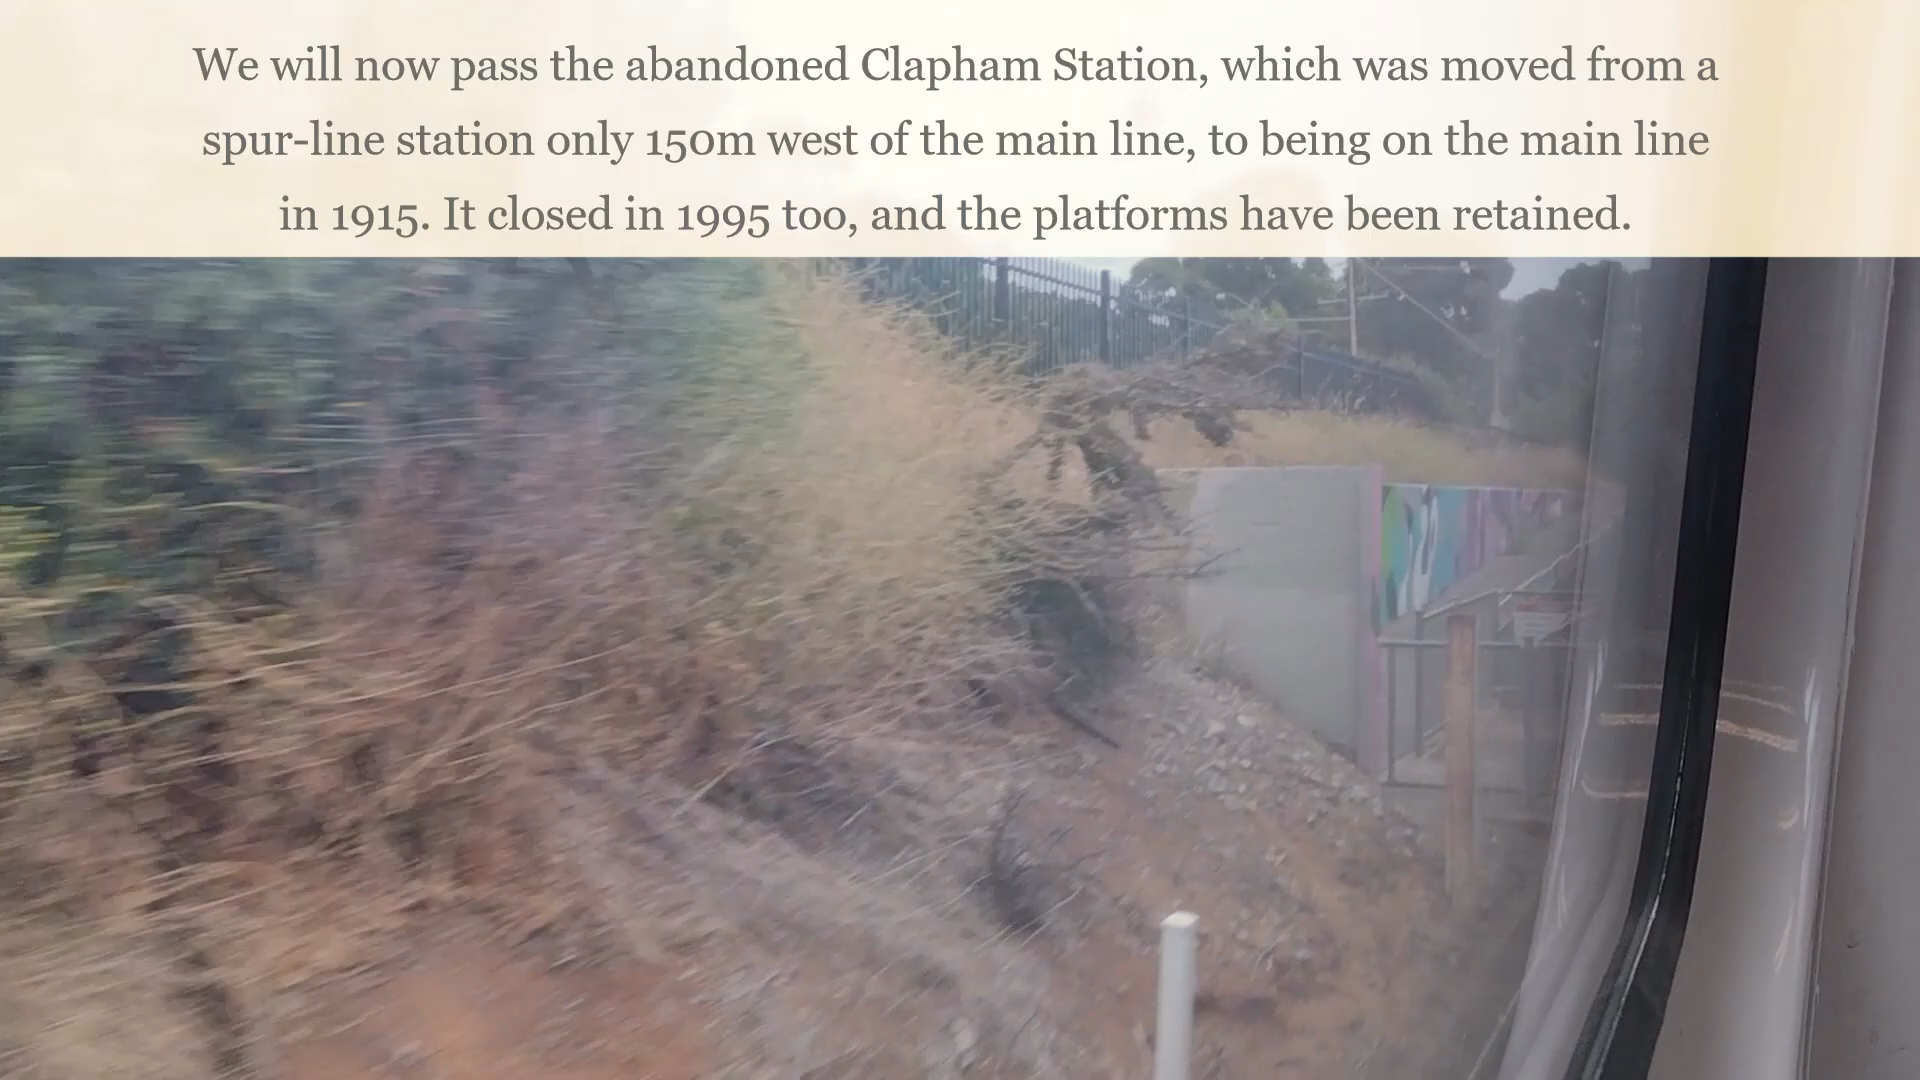 We will now pass the abandoned Clapham Station, which was moved from a
spur-line station only 150m west of the main line, to being on the main line
in 1915. It closed in 1995 too, and the platforms have been retained.